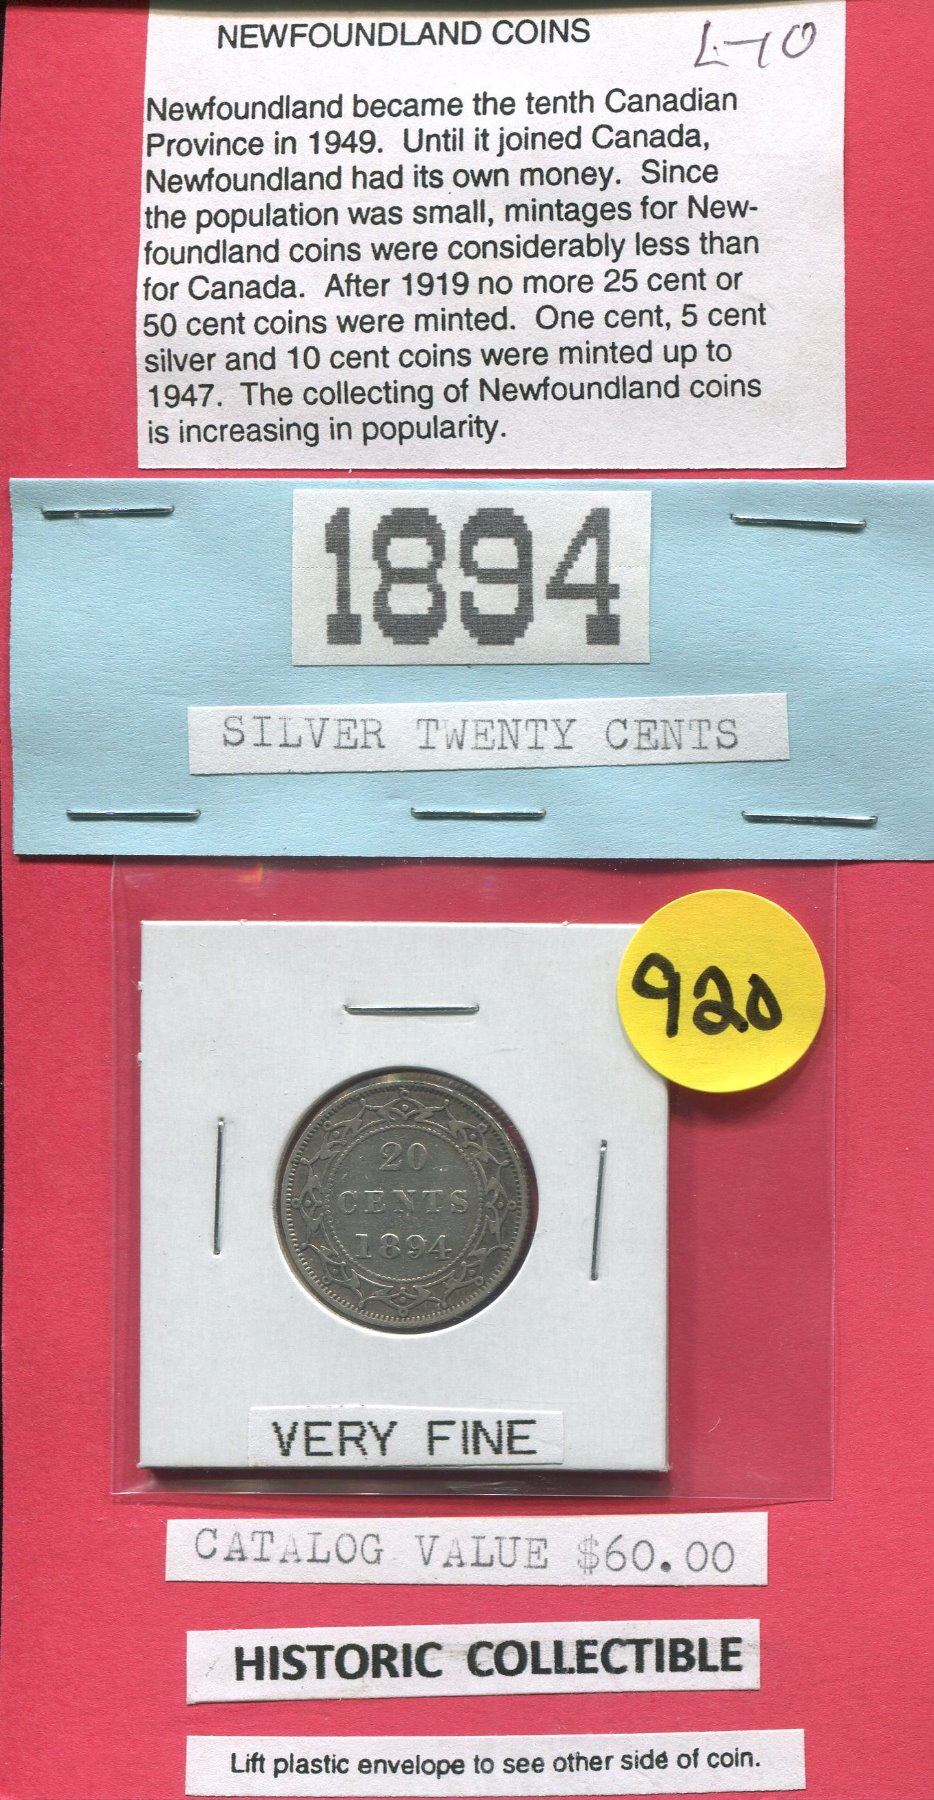 NEWFOUNDLAND COINS
L-10
Newfoundland became the tenth Canadian
Province in 1949. Until it joined Canada,
Newfoundland had its own money. Since
the population was small, mintages for New-
foundland coins were considerably less than
for Canada. After 1919 no more 25 cent or
50 cent coins were minted. One cent, 5 cent
silver and 10 cent coins were minted up to
1947. The collecting of Newfoundland coins
is increasing in popularity.
1894
SILVER TWENTY CENTS
920
20
CENTS
1894
VERY FINE
CATALOG VALUE $60.00
HISTORIC COLLECTIBLE
Lift plastic envelope to see other side of coin.